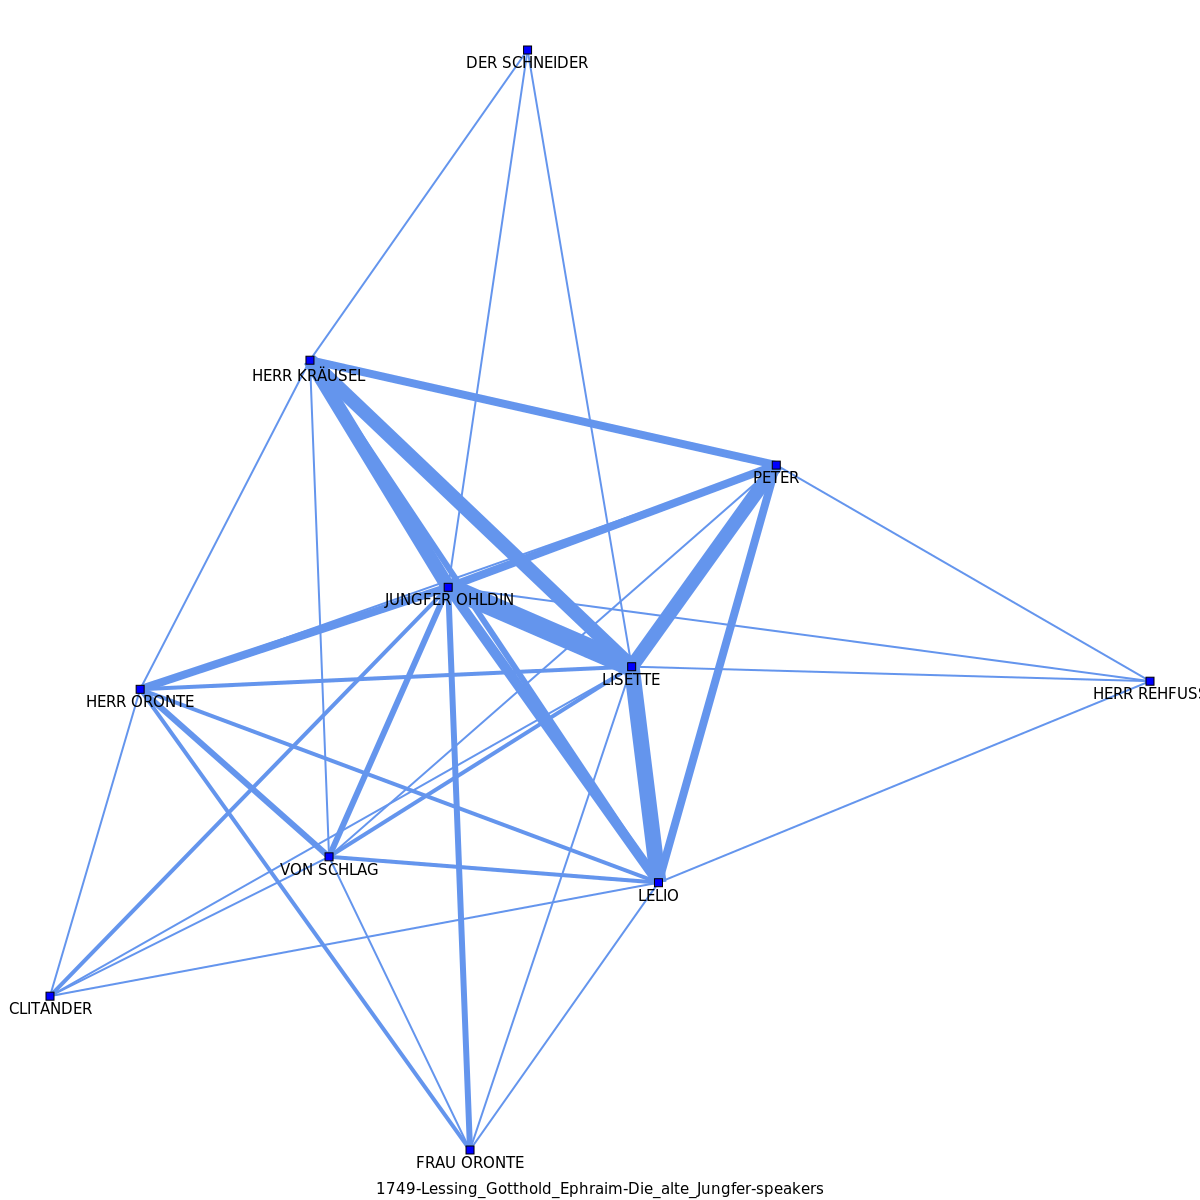 DER SCHNEIDER
HERR KRÄUSEL
PETER
JUNGFER OHLDIN
LISETTE
HERR REHFUSS
HERR ORONTE
VON SCHLAG
LELIO
CLITANDER
FRAU ORONTE
1749-Lessing_Gotthold_Ephraim-Die_alte_Jungfer-speakers